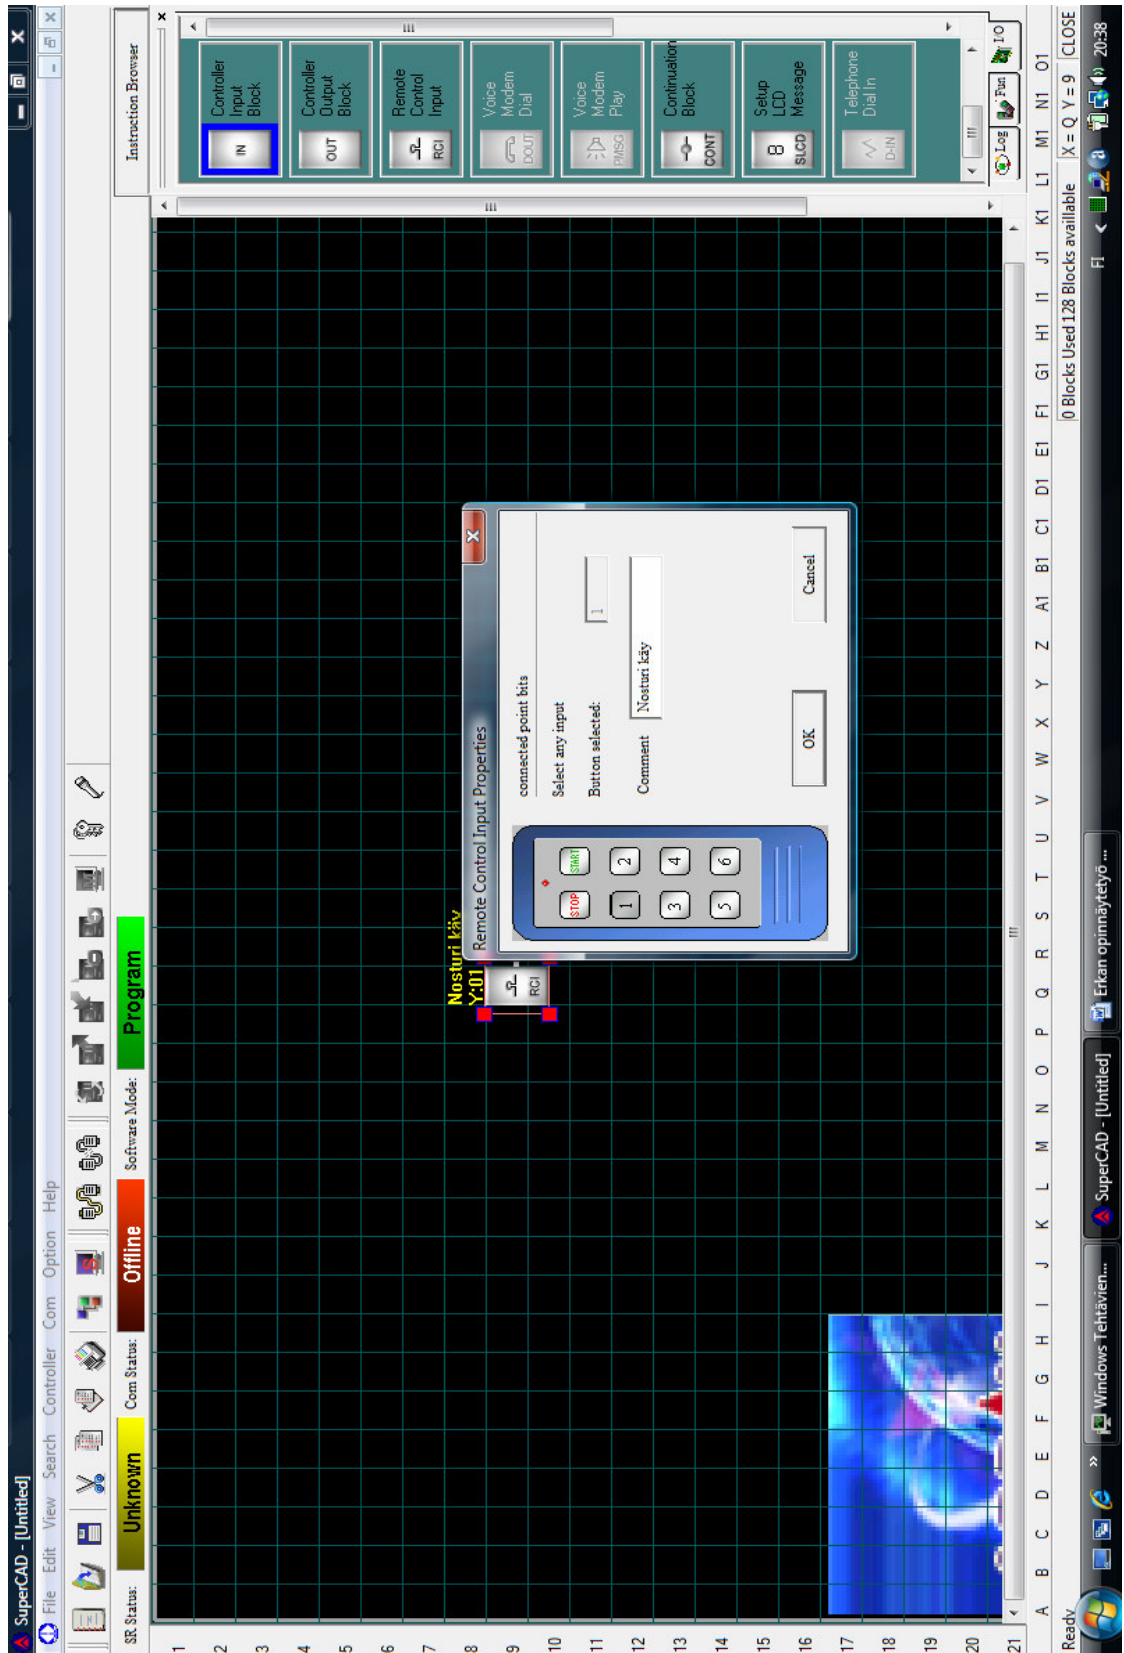 SuperCAD - [Untitled]
File Edit View Search Controller Com Option Help
SR Status: Unknown Com Status: Offline Software Mode: Program
Instruction Browser
IN Controller Input Block
OUT Controller Output Block
RCI Remote Control Input
DOUT Voice Modem Dial
PMSG Voice Modem Play
CONT Continuation Block
SLCD Setup LCD Message
D-IN Telephone Dial In
Log Fun I/O
1
2
3
4
5
6
7
8
9
10
11
12
13
14
15
16
17
18
19
20
21
Nosturi käy
Y:01
RCI
Remote Control Input Properties
STOP START
1 2
3 4
5 6
connected point bits
Select any input
Button selected: 1
Comment Nosturi käy
OK Cancel
A B C D E F G H I J K L M N O P Q R S T U V W X Y Z A1 B1 C1 D1 E1 F1 G1 H1 I1 J1 K1 L1 M1 N1 O1
Ready 0 Blocks Used 128 Blocks availlable X = Q Y = 9 CLOSE
Windows Tehtävien... SuperCAD - [Untitled] Erkan opinnäytetyö ... FI 20:38